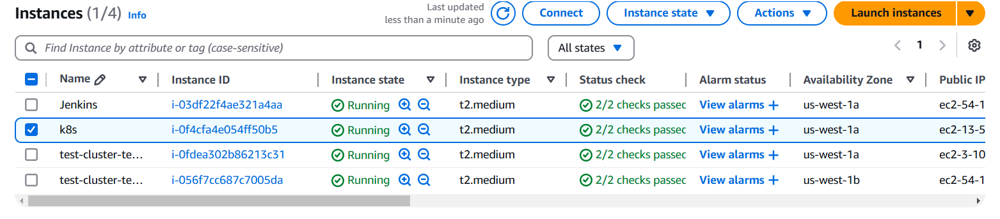 Instances (1/4) Info
Last updated
less than a minute ago
Connect Instance state Actions Launch instances
Find Instance by attribute or tag (case-sensitive)
All states
1
Name Instance ID Instance state Instance type Status check Alarm status Availability Zone Public IP
Jenkins i-03df22f4ae321a4aa Running t2.medium 2/2 checks passed View alarms + us-west-1a ec2-54-1
k8s i-0f4cfa4e054ff50b5 Running t2.medium 2/2 checks passed View alarms + us-west-1a ec2-13-5
test-cluster-te... i-0fdea302b86213c31 Running t2.medium 2/2 checks passed View alarms + us-west-1a ec2-3-10
test-cluster-te... i-056f7cc687c7005da Running t2.medium 2/2 checks passed View alarms + us-west-1b ec2-54-1